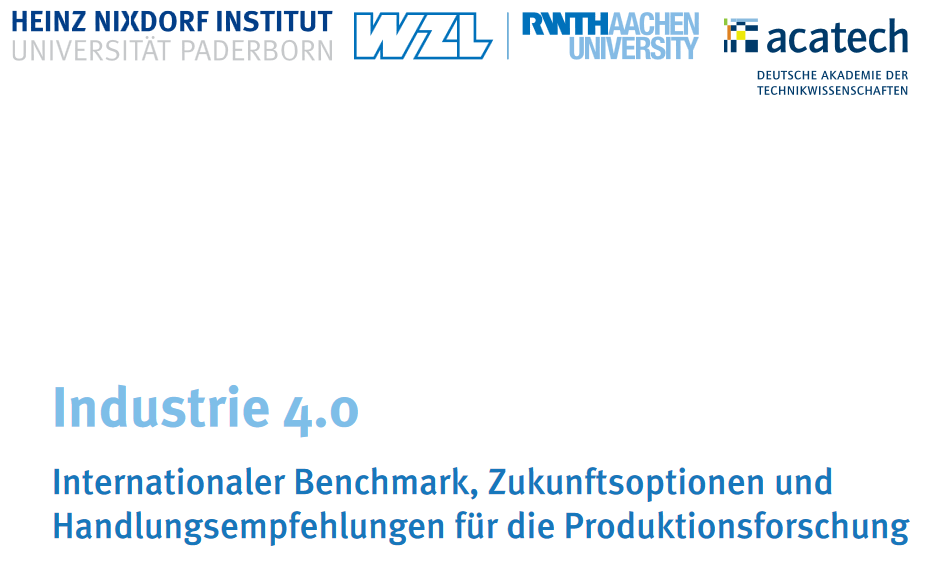 HEINZ NIXDORF INSTITUT
UNIVERSITÄT PADERBORN
WZL
RWTHAACHEN
UNIVERSITY
acatech
DEUTSCHE AKADEMIE DER
TECHNIKWISSENSCHAFTEN
Industrie 4.0
Internationaler Benchmark, Zukunftsoptionen und
Handlungsempfehlungen für die Produktionsforschung